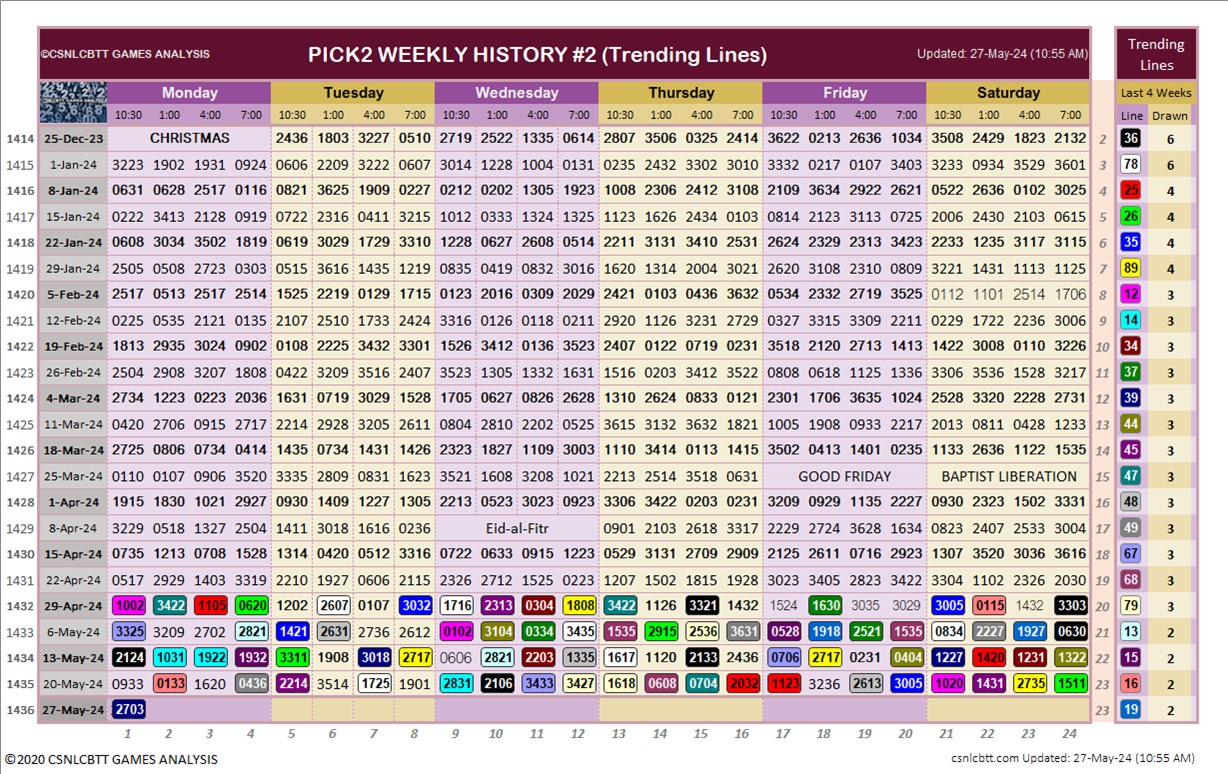 ©CSNLCBTT GAMES ANALYSIS PICK2 WEEKLY HISTORY #2 (Trending Lines) Updated: 27-May-24 (10:55 AM) Trending Lines
Monday Tuesday Wednesday Thursday Friday Saturday Last 4 Weeks
10:30 1:00 4:00 7:00 10:30 1:00 4:00 7:00 10:30 1:00 4:00 7:00 10:30 1:00 4:00 7:00 10:30 1:00 4:00 7:00 10:30 1:00 4:00 7:00 Line Drawn
1414 25-Dec-23 CHRISTMAS 2436 1803 3227 0510 2719 2522 1335 0614 2807 3506 0325 2414 3622 0213 2636 1034 3508 2429 1823 2132 2 36 6
1415 1-Jan-24 3223 1902 1931 0924 0606 2209 3222 0607 3014 1228 1004 0131 0235 2432 3302 3010 3332 0217 0107 3403 3233 0934 3529 3601 3 78 6
1416 8-Jan-24 0631 0628 2517 0116 0821 3625 1909 0227 0212 0202 1305 1923 1008 2306 2412 3108 2109 3634 2922 2621 0522 2636 0102 3025 4 25 4
1417 15-Jan-24 0222 3413 2128 0919 0722 2316 0411 3215 1012 0333 1324 1325 1123 1626 2434 0103 0814 2123 3113 0725 2006 2430 2103 0615 5 26 4
1418 22-Jan-24 0608 3034 3502 1819 0619 3029 1729 3310 1228 0627 2608 0514 2211 3131 3410 2531 2624 2329 2313 3423 2233 1235 3117 3115 6 35 4
1419 29-Jan-24 2505 0508 2723 0303 0515 3616 1435 1219 0835 0419 0832 3016 1620 1314 2004 3021 2620 3108 2310 0809 3221 1431 1113 1125 7 89 4
1420 5-Feb-24 2517 0513 2517 2514 1525 2219 0129 1715 0123 2016 0309 2029 2421 0103 0436 3632 0534 2332 2719 3525 0112 1101 2514 1706 8 12 3
1421 12-Feb-24 0225 0535 2121 0135 2107 2510 1733 2424 3316 0126 0118 0211 2920 1126 2231 2729 0327 3315 3309 2211 0229 1722 2236 3006 9 14 3
1422 19-Feb-24 1813 2935 3024 0902 0108 2225 3432 3301 1526 3412 0136 3523 2407 0122 0719 0231 3518 2120 2713 1413 1422 3008 0110 3226 10 34 3
1423 26-Feb-24 2504 2908 3207 1808 0422 3209 3516 2407 3523 1305 1332 1631 1516 0203 3412 3522 0808 0618 1125 1336 3306 3536 1528 3217 11 37 3
1424 4-Mar-24 2734 1223 0223 2036 1631 0719 3029 1528 1705 0627 0826 2628 1310 2624 0833 0121 2301 1706 3635 1024 2528 3320 2228 2731 12 39 3
1425 11-Mar-24 0420 2706 0915 2717 2214 2928 3205 2611 0804 2810 2202 0525 3615 3132 3632 1821 1005 1908 0933 2217 2013 0811 0428 1233 13 44 3
1426 18-Mar-24 2725 0806 0734 0414 1435 0734 1431 1424 2323 1827 1109 3003 1110 3414 0113 1415 3502 0413 1401 0235 1133 2636 1122 1535 14 45 3
1427 25-Mar-24 0110 0107 0906 3520 3335 2809 0831 1623 3521 1608 3208 1021 2213 2514 3518 0631 GOOD FRIDAY BAPTIST LIBERATION 15 47 3
1428 1-Apr-24 1915 1830 1021 2927 0930 1409 1227 1305 2213 0523 3023 0923 3306 3422 0203 0231 3209 0929 1135 2227 0930 2323 1502 3331 16 48 3
1429 8-Apr-24 3229 0518 1327 2504 1411 3018 1616 0236 Eid-al-Fitr 0901 2103 2618 3317 2229 2724 3628 1634 0823 2407 2533 3004 17 49 3
1430 15-Apr-24 0735 1213 0708 1528 1314 0420 0512 3316 0722 0633 0915 1223 0529 3131 2709 2909 2125 2611 0716 2923 1307 3520 3036 3616 18 67 3
1431 22-Apr-24 0517 2929 1403 3319 2210 1927 0606 2115 2326 2712 1525 0223 1207 1502 1815 1928 3023 3405 2823 3422 3304 1102 2326 2030 19 68 3
1432 29-Apr-24 1002 3422 1105 0620 1202 2607 0107 3032 1716 2313 0304 1808 3422 1126 3321 1432 1524 1630 3035 3029 3005 0115 1432 3303 20 79 3
1433 6-May-24 3325 3209 2702 2821 1421 2631 2736 2612 0102 3104 0334 3435 1535 2915 2536 3631 0528 1918 2521 1535 0834 2227 1927 0630 21 13 2
1434 13-May-24 2124 1031 1922 1932 3311 1908 3018 2717 0606 2821 2203 1335 1617 1120 2133 2436 0706 2717 0231 0404 1227 1420 1231 1322 22 15 2
1435 20-May-24 0933 0133 1620 0436 2214 3514 1725 1901 2831 2106 3433 3427 1618 0608 0704 2032 1123 3236 2613 3005 1020 1431 2735 1511 23 16 2
1436 27-May-24 2703 23 19 2
1 2 3 4 5 6 7 8 9 10 11 12 13 14 15 16 17 18 19 20 21 22 23 24
©2020 CSNLCBTT GAMES ANALYSIS csnlcbtt.com Updated: 27-May-24 (10:55 AM)